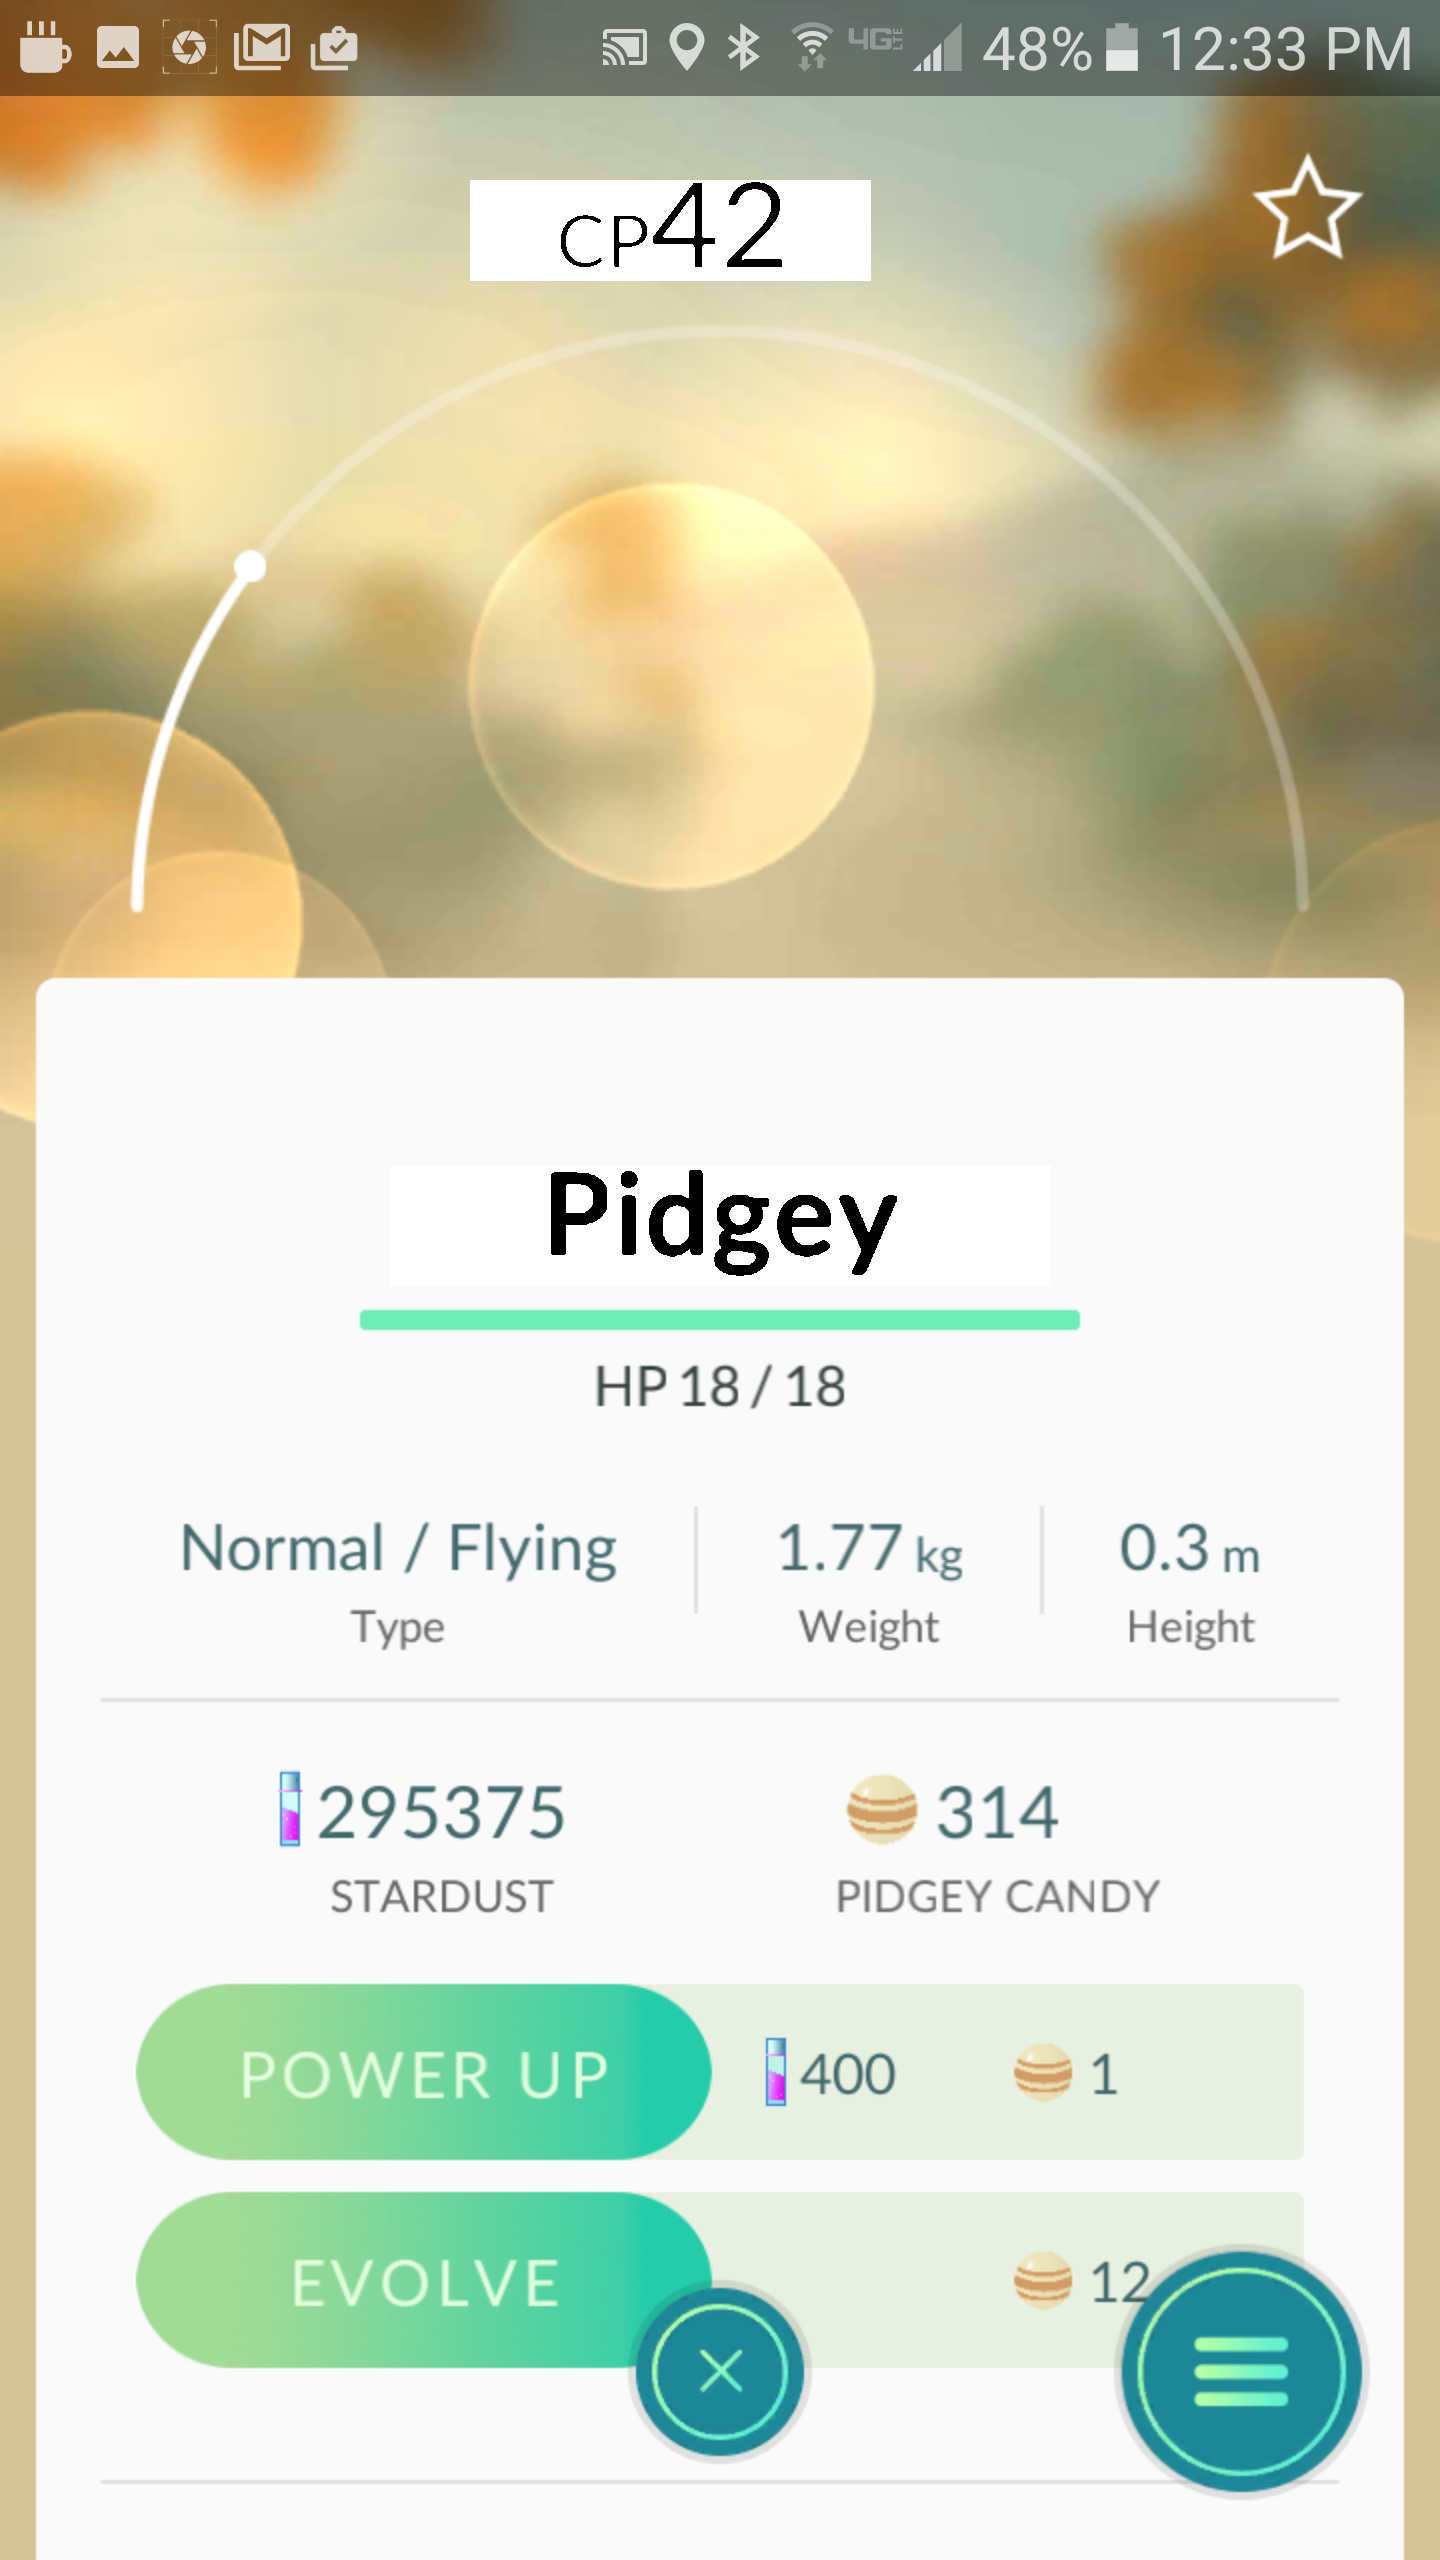 4G LTE 48% 12:33 PM
CP42
Pidgey
HP 18 / 18
Normal / Flying 1.77 kg 0.3 m
Type Weight Height
295375 314
STARDUST PIDGEY CANDY
POWER UP 400 1
EVOLVE 12